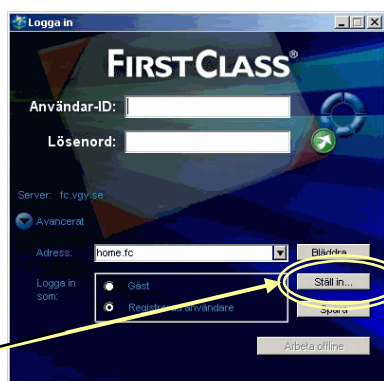 Logga in
FIRSTCLASS®
Användar-ID:
Lösenord:
Server: fc.vgy.se
Avancerat
Adress: home.fc Bläddra...
Logga in som: Gäst Ställ in...
Registrerad användare Spara
Arbeta offline